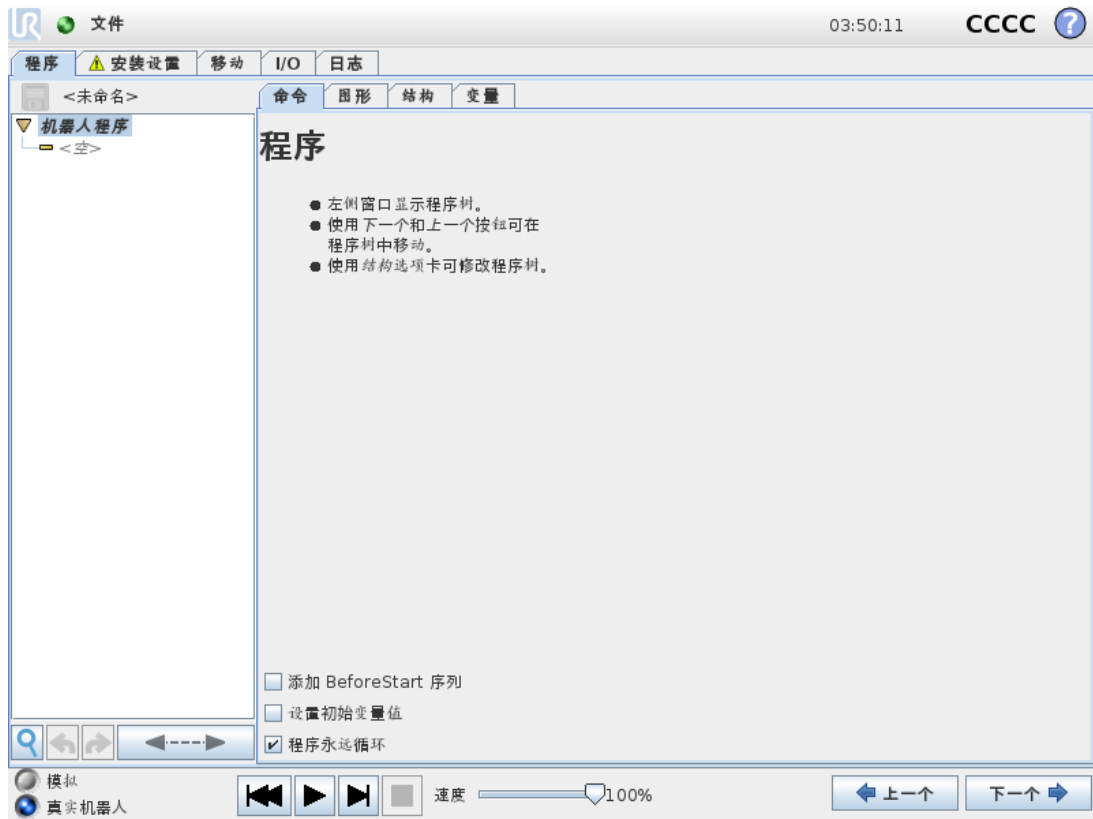 UR 文件 03:50:11 CCCC ?
程序 安装设置 移动 I/O 日志
<未命名> 命令 图形 结构 变量
机器人程序
<空>
程序
左侧窗口显示程序树。
使用下一个和上一个按钮可在
程序树中移动。
使用结构选项卡可修改程序树。
添加 BeforeStart 序列
设置初始变量值
程序永远循环
模拟
真实机器人
速度 100% 上一个 下一个